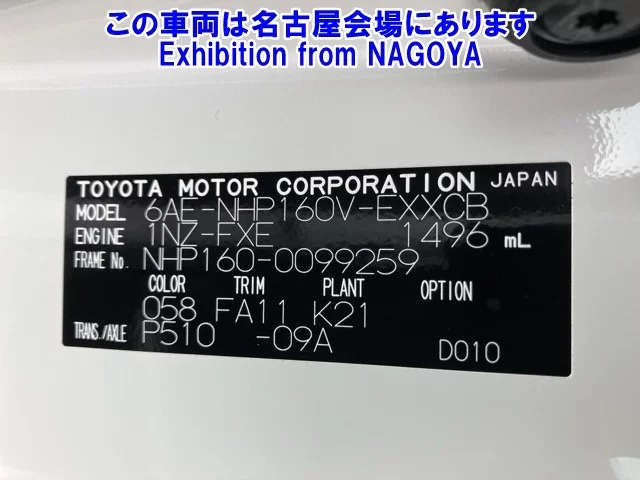 この車両は名古屋会場にあります
Exhibition from NAGOYA
TOYOTA MOTOR CORPORATION JAPAN
MODEL 6AE-NHP160V-EXXCB
ENGINE 1NZ-FXE 1496 mL
FRAME No. NHP160-0099259
COLOR TRIM PLANT OPTION
058 FA11 K21
TRANS./AXLE P510 -09A D010